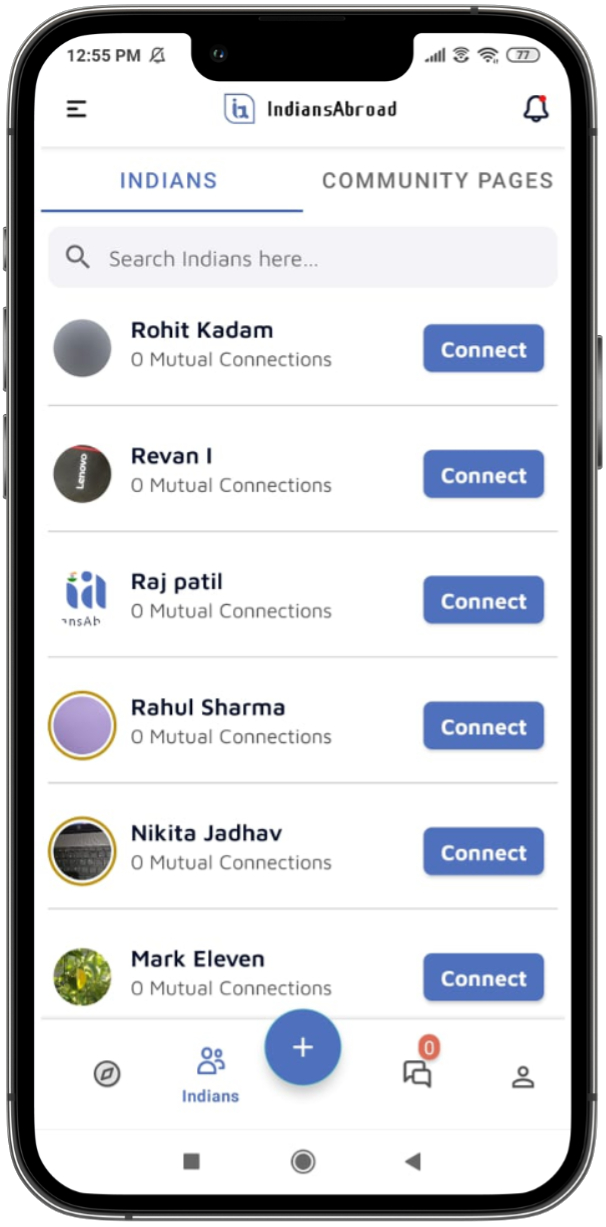 12:55 PM
77
IndiansAbroad
INDIANS
COMMUNITY PAGES
Search Indians here...
Rohit Kadam
0 Mutual Connections
Connect
Revan I
0 Mutual Connections
Connect
Lenovo
Raj patil
0 Mutual Connections
Connect
nsAb
Rahul Sharma
0 Mutual Connections
Connect
Nikita Jadhav
0 Mutual Connections
Connect
Mark Eleven
0 Mutual Connections
Connect
+
0
Indians